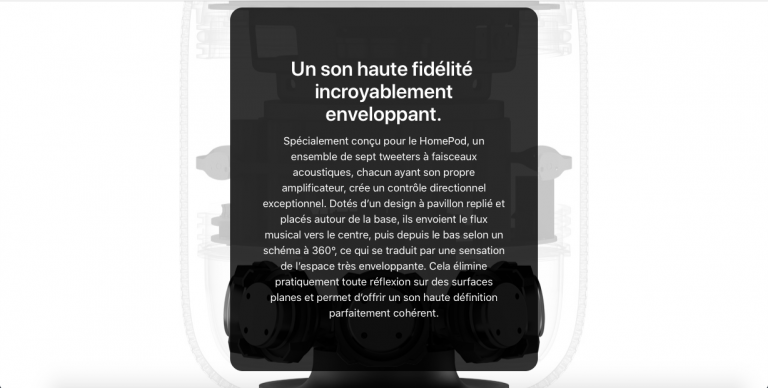 Un son haute fidélité
incroyablement
enveloppant.
Spécialement conçu pour le HomePod, un
ensemble de sept tweeters à faisceaux
acoustiques, chacun ayant son propre
amplificateur, crée un contrôle directionnel
exceptionnel. Dotés d’un design à pavillon replié et
placés autour de la base, ils envoient le flux
musical vers le centre, puis depuis le bas selon un
schéma à 360°, ce qui se traduit par une sensation
de l’espace très enveloppante. Cela élimine
pratiquement toute réflexion sur des surfaces
planes et permet d’offrir un son haute définition
parfaitement cohérent.